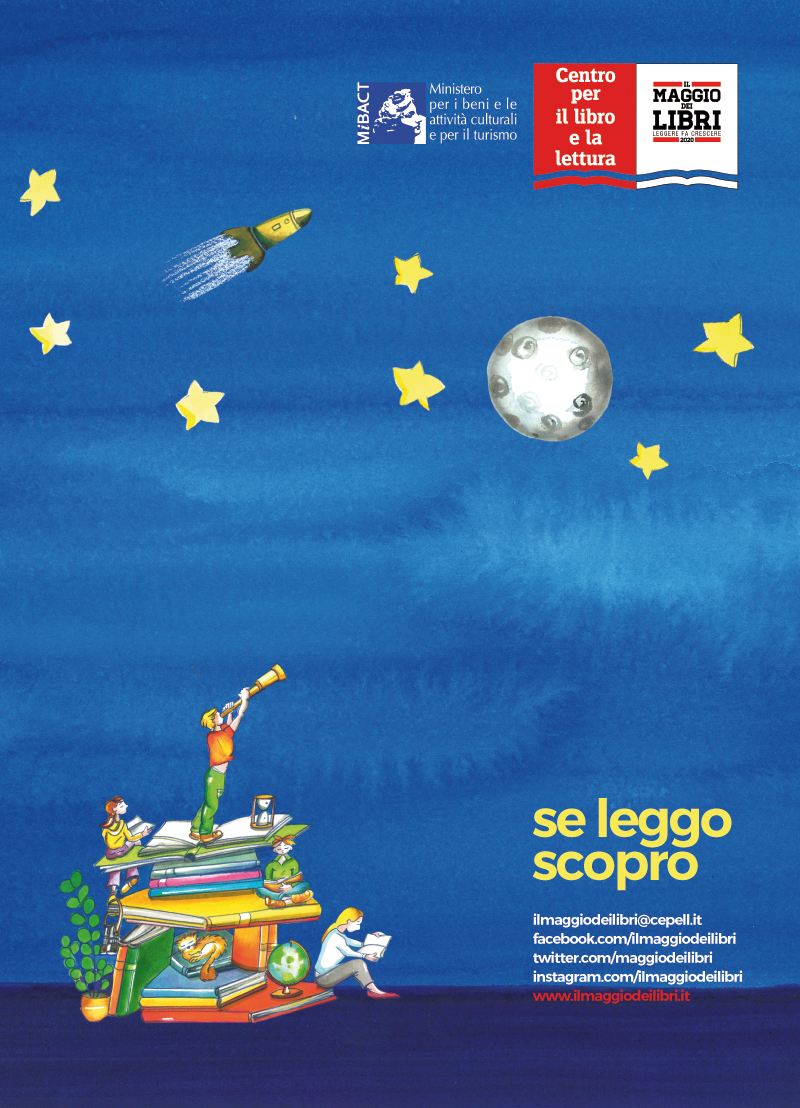 MiBACT
Ministero
per i beni e le
attività culturali
e per il turismo
Centro
per
il libro
e la
lettura
IL
MAGGIO
DEI
LIBRI
LEGGERE FA CRESCERE
2020
se leggo
scopro
ilmaggiodeilibri@cepell.it
facebook.com/ilmaggiodeilibri
twitter.com/maggiodeilibri
instagram.com/ilmaggiodeilibri
www.ilmaggiodeilibri.it